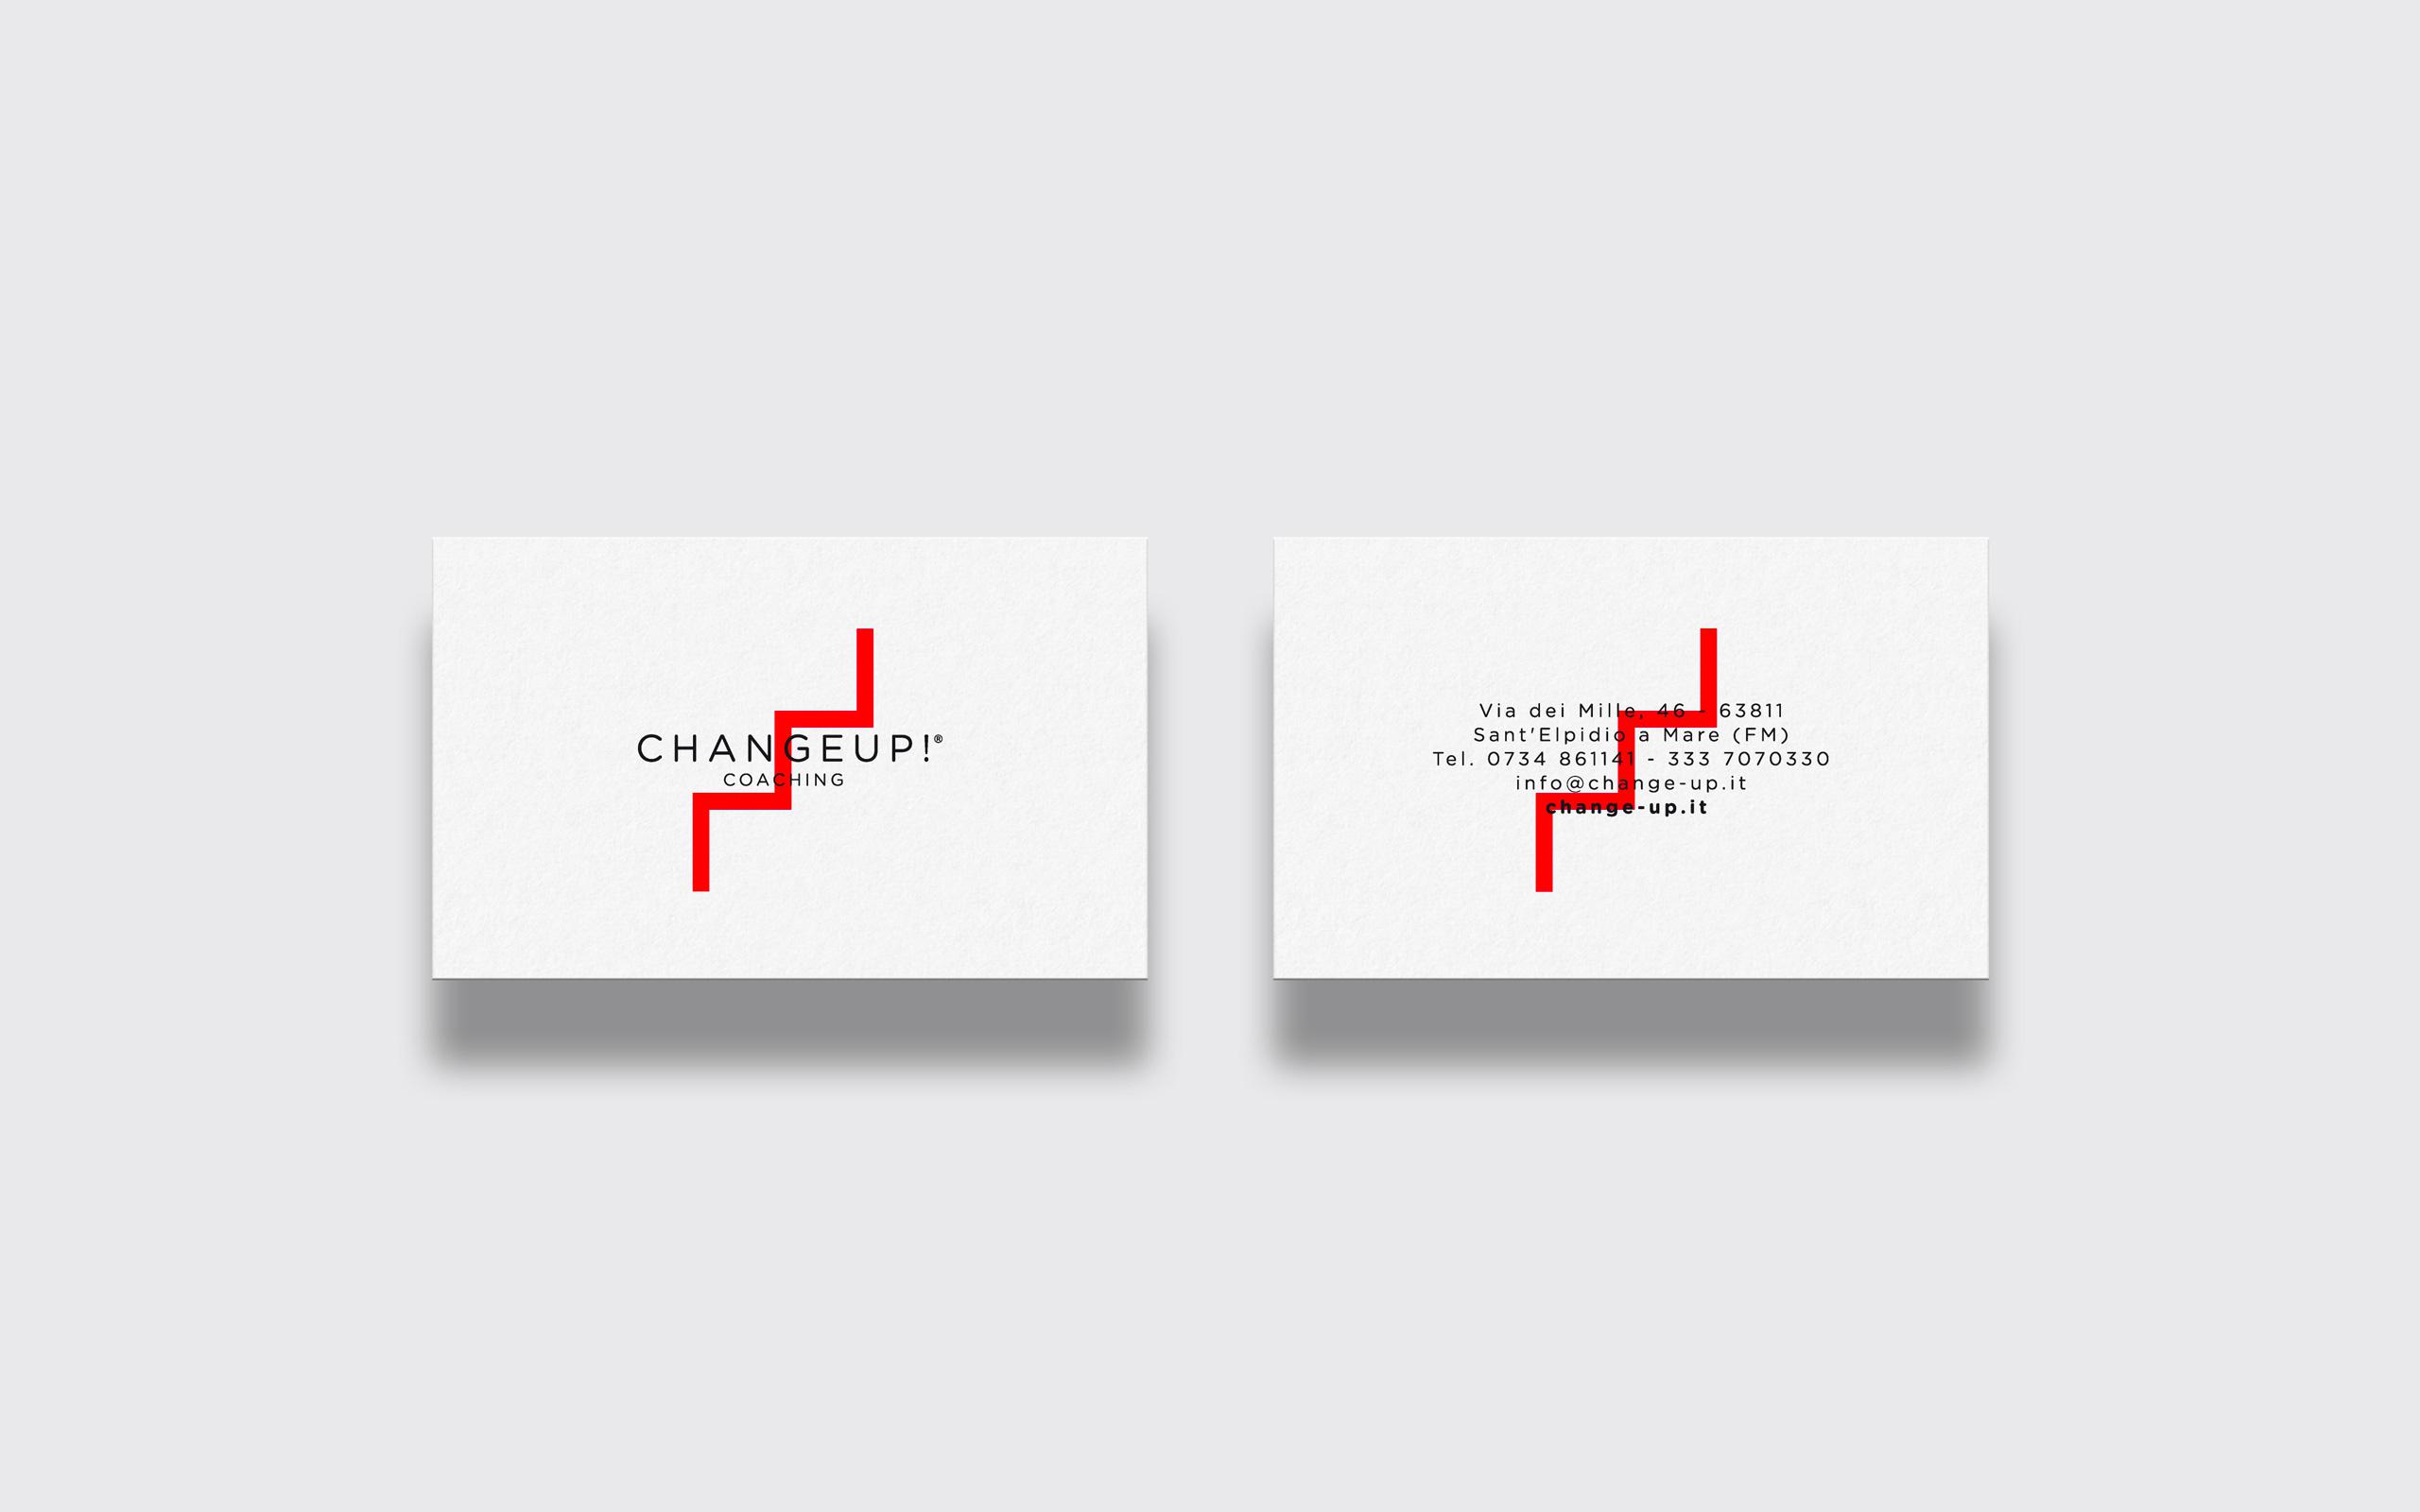 CHANGEUP!®
COACHING
Via dei Mille, 46 - 63811
Sant'Elpidio a Mare (FM)
Tel. 0734 861141 - 333 7070330
info@change-up.it
change-up.it